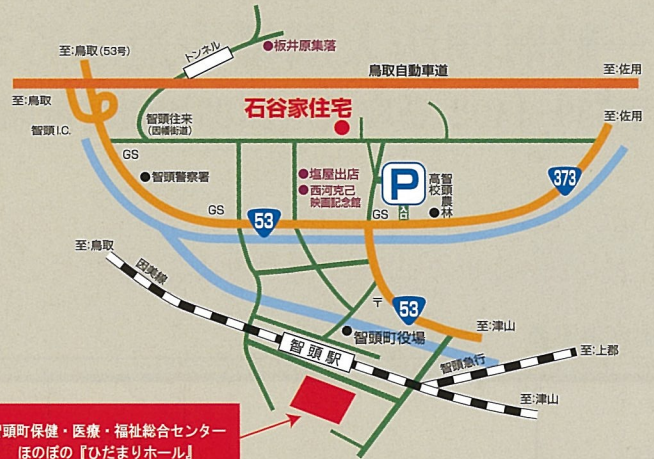 至:鳥取(53号)
トンネル
板井原集落
鳥取自動車道
至:佐用
至:鳥取
智頭I.C.
智頭往来
(因幡街道)
石谷家住宅
至:佐用
GS
智頭警察署
塩屋出店
西河克己
映画記念館
P
入口
智頭農林
高校
373
GS
53
GS
至:鳥取
因美線
〒
53
至:津山
智頭町役場
智頭駅
智頭急行
至:上郡
至:津山
智頭町保健・医療・福祉総合センター
ほのぼの『ひだまりホール』